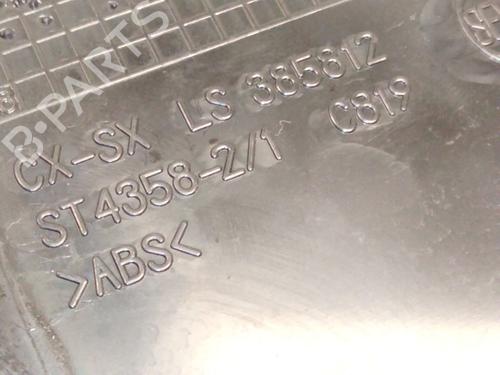 B-PARTS
CX-SX LS 385812
ST4358-2/1 C819
>ABS<